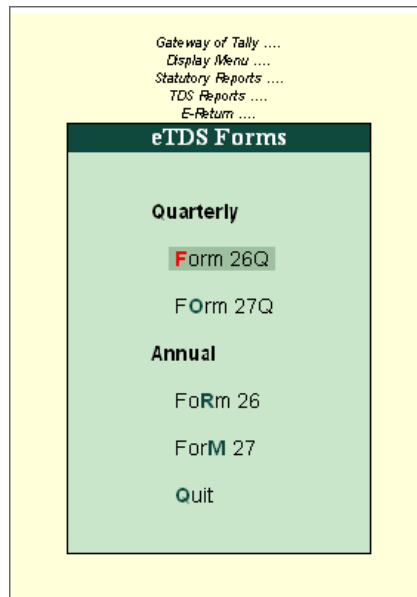 Gateway of Tally ....
Display Menu ....
Statutory Reports ....
TDS Reports ....
E-Return ....
eTDS Forms
Quarterly
Form 26Q
FOrm 27Q
Annual
FoRm 26
ForM 27
Quit